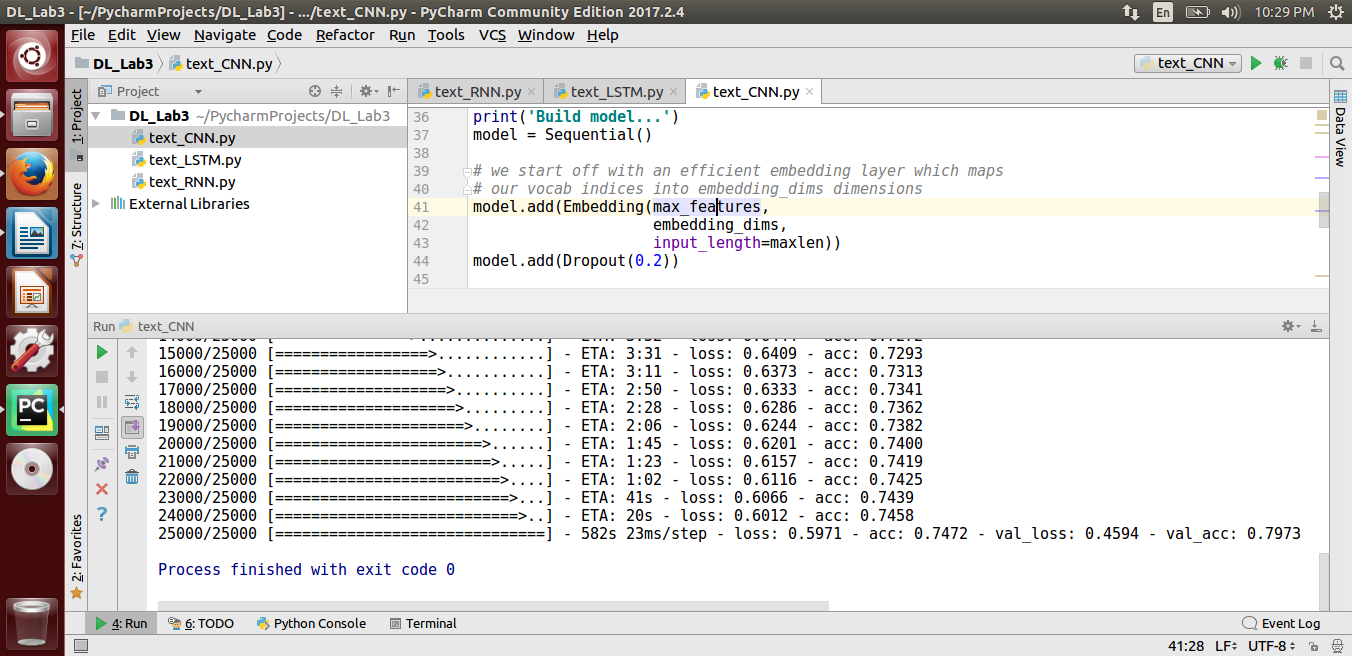 DL_Lab3 - [~/PycharmProjects/DL_Lab3] - .../text_CNN.py - PyCharm Community Edition 2017.2.4
En
10:29 PM
File Edit View Navigate Code Refactor Run Tools VCS Window Help
DL_Lab3 text_CNN.py
text_CNN
Project
text_RNN.py text_LSTM.py text_CNN.py
1: Project
7: Structure
2: Favorites
Data View
DL_Lab3 ~/PycharmProjects/DL_Lab3
text_CNN.py
text_LSTM.py
text_RNN.py
External Libraries
36 print('Build model...')
37 model = Sequential()
38
39 # we start off with an efficient embedding layer which maps
40 # our vocab indices into embedding_dims dimensions
41 model.add(Embedding(max_features,
42 embedding_dims,
43 input_length=maxlen))
44 model.add(Dropout(0.2))
45
Run text_CNN
15000/25000 [=================>............] - ETA: 3:31 - loss: 0.6409 - acc: 0.7293
16000/25000 [==================>...........] - ETA: 3:11 - loss: 0.6373 - acc: 0.7313
17000/25000 [===================>..........] - ETA: 2:50 - loss: 0.6333 - acc: 0.7341
18000/25000 [====================>.........] - ETA: 2:28 - loss: 0.6286 - acc: 0.7362
19000/25000 [=====================>........] - ETA: 2:06 - loss: 0.6244 - acc: 0.7382
20000/25000 [=======================>......] - ETA: 1:45 - loss: 0.6201 - acc: 0.7400
21000/25000 [========================>.....] - ETA: 1:23 - loss: 0.6157 - acc: 0.7419
22000/25000 [=========================>....] - ETA: 1:02 - loss: 0.6116 - acc: 0.7425
23000/25000 [==========================>...] - ETA: 41s - loss: 0.6066 - acc: 0.7439
24000/25000 [===========================>..] - ETA: 20s - loss: 0.6012 - acc: 0.7458
25000/25000 [==============================] - 582s 23ms/step - loss: 0.5971 - acc: 0.7472 - val_loss: 0.4594 - val_acc: 0.7973
Process finished with exit code 0
PC
4: Run 6: TODO Python Console Terminal Event Log
41:28 LF÷ UTF-8÷